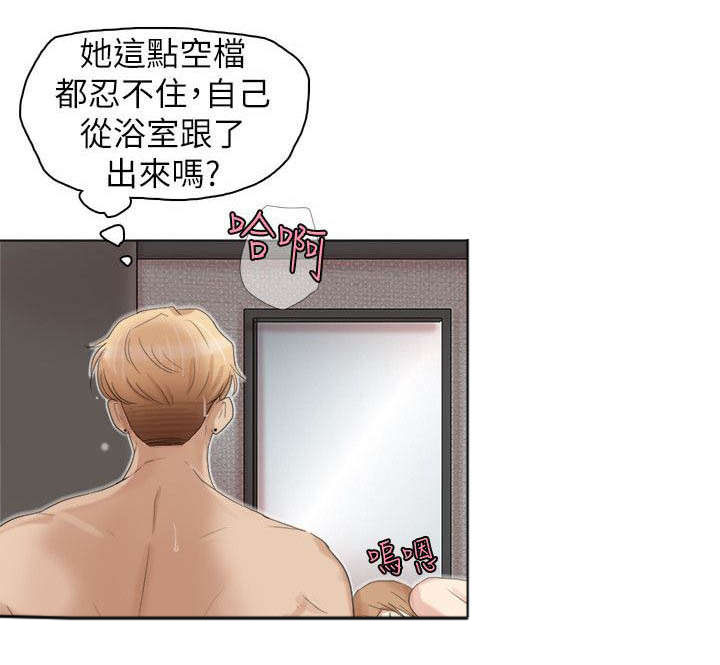 她這點空檔
都忍不住,自己
從浴室跟了
出來嗎?
哈啊
嗚嗯